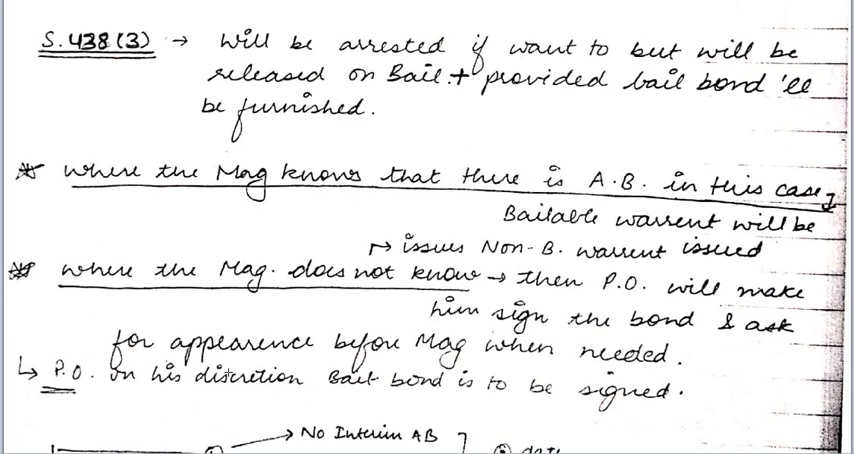 S. 438 (3) → Will be arrested if want to but will be
released on Bail. + provided bail bond 'll
be furnished.
* where the Mag knows that there is A.B. in this case,
Bailable warrent will be
↱ issues Non-B. warrent issued
* where the Mag. does not know → then P.O. will make
him sign the bond & ask
for appearence before Mag when needed.
↳ P.O. on his discretion Bail bond is to be signed.
→ No Interim AB